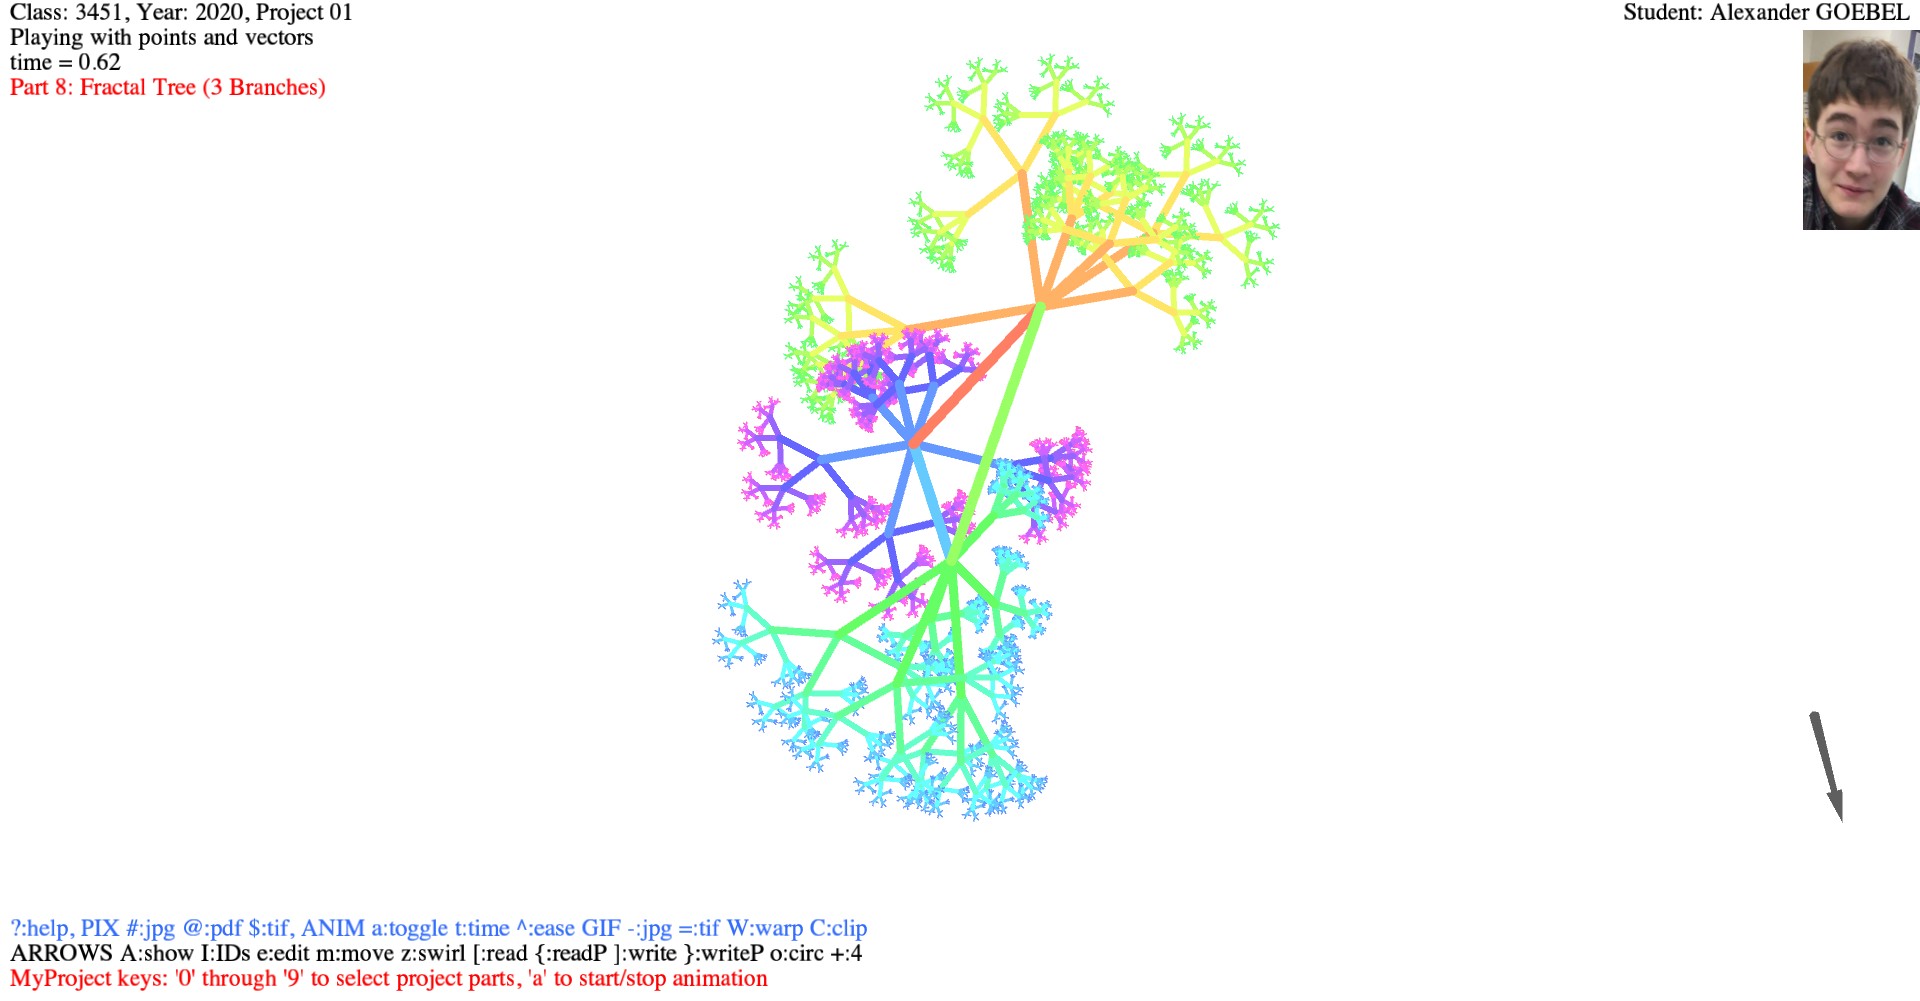 Class: 3451, Year: 2020, Project 01
Student: Alexander GOEBEL
Playing with points and vectors
time = 0.62
Part 8: Fractal Tree (3 Branches)
?:help, PIX #:jpg @:pdf $:tif, ANIM a:toggle t:time ^:ease GIF -:jpg =:tif W:warp C:clip
ARROWS A:show I:IDs e:edit m:move z:swirl [:read {:readP ]:write }:writeP o:circ +:4
MyProject keys: '0' through '9' to select project parts, 'a' to start/stop animation